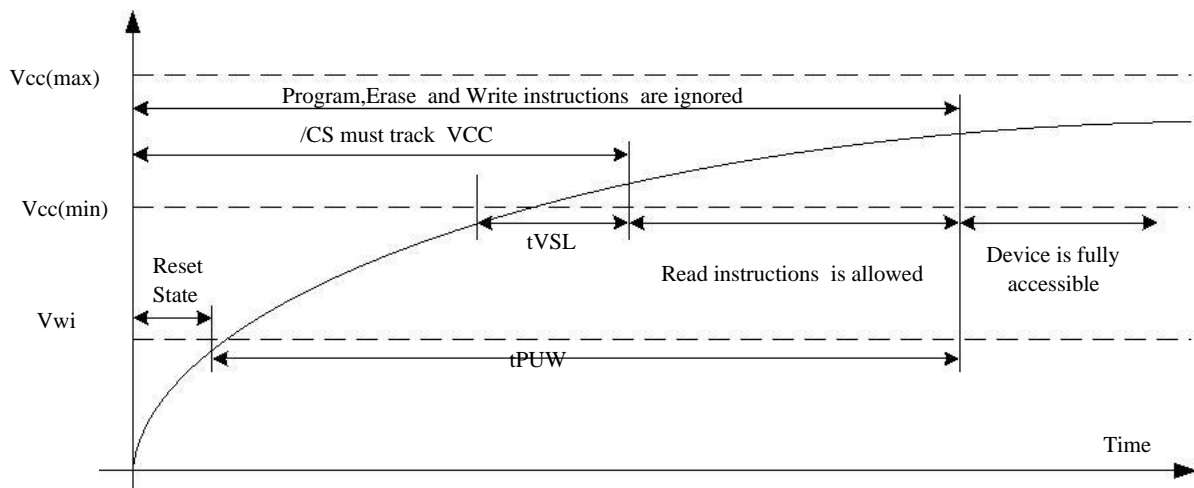 Vcc(max)
Program,Erase and Write instructions are ignored
/CS must track VCC
Vcc(min)
tVSL
Reset
State
Read instructions is allowed
Device is fully
accessible
Vwi
tPUW
Time